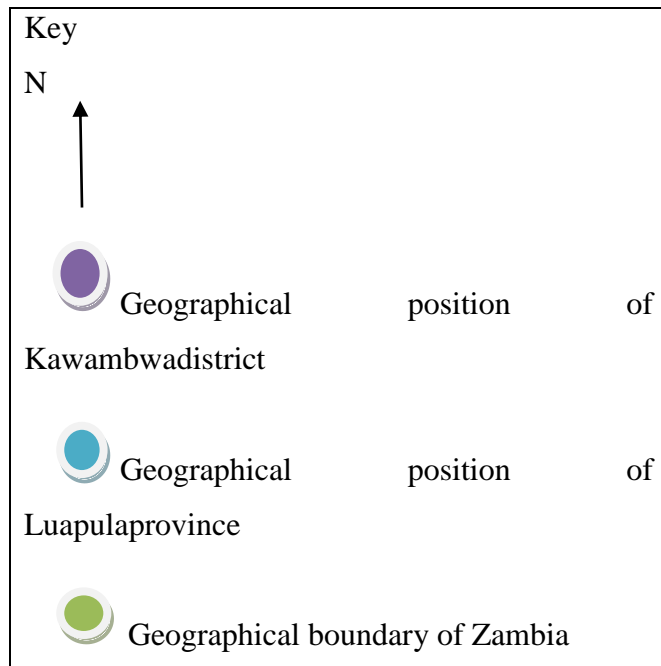 Key
N
Geographical position of
Kawambwadistrict
Geographical position of
Luapulaprovince
Geographical boundary of Zambia